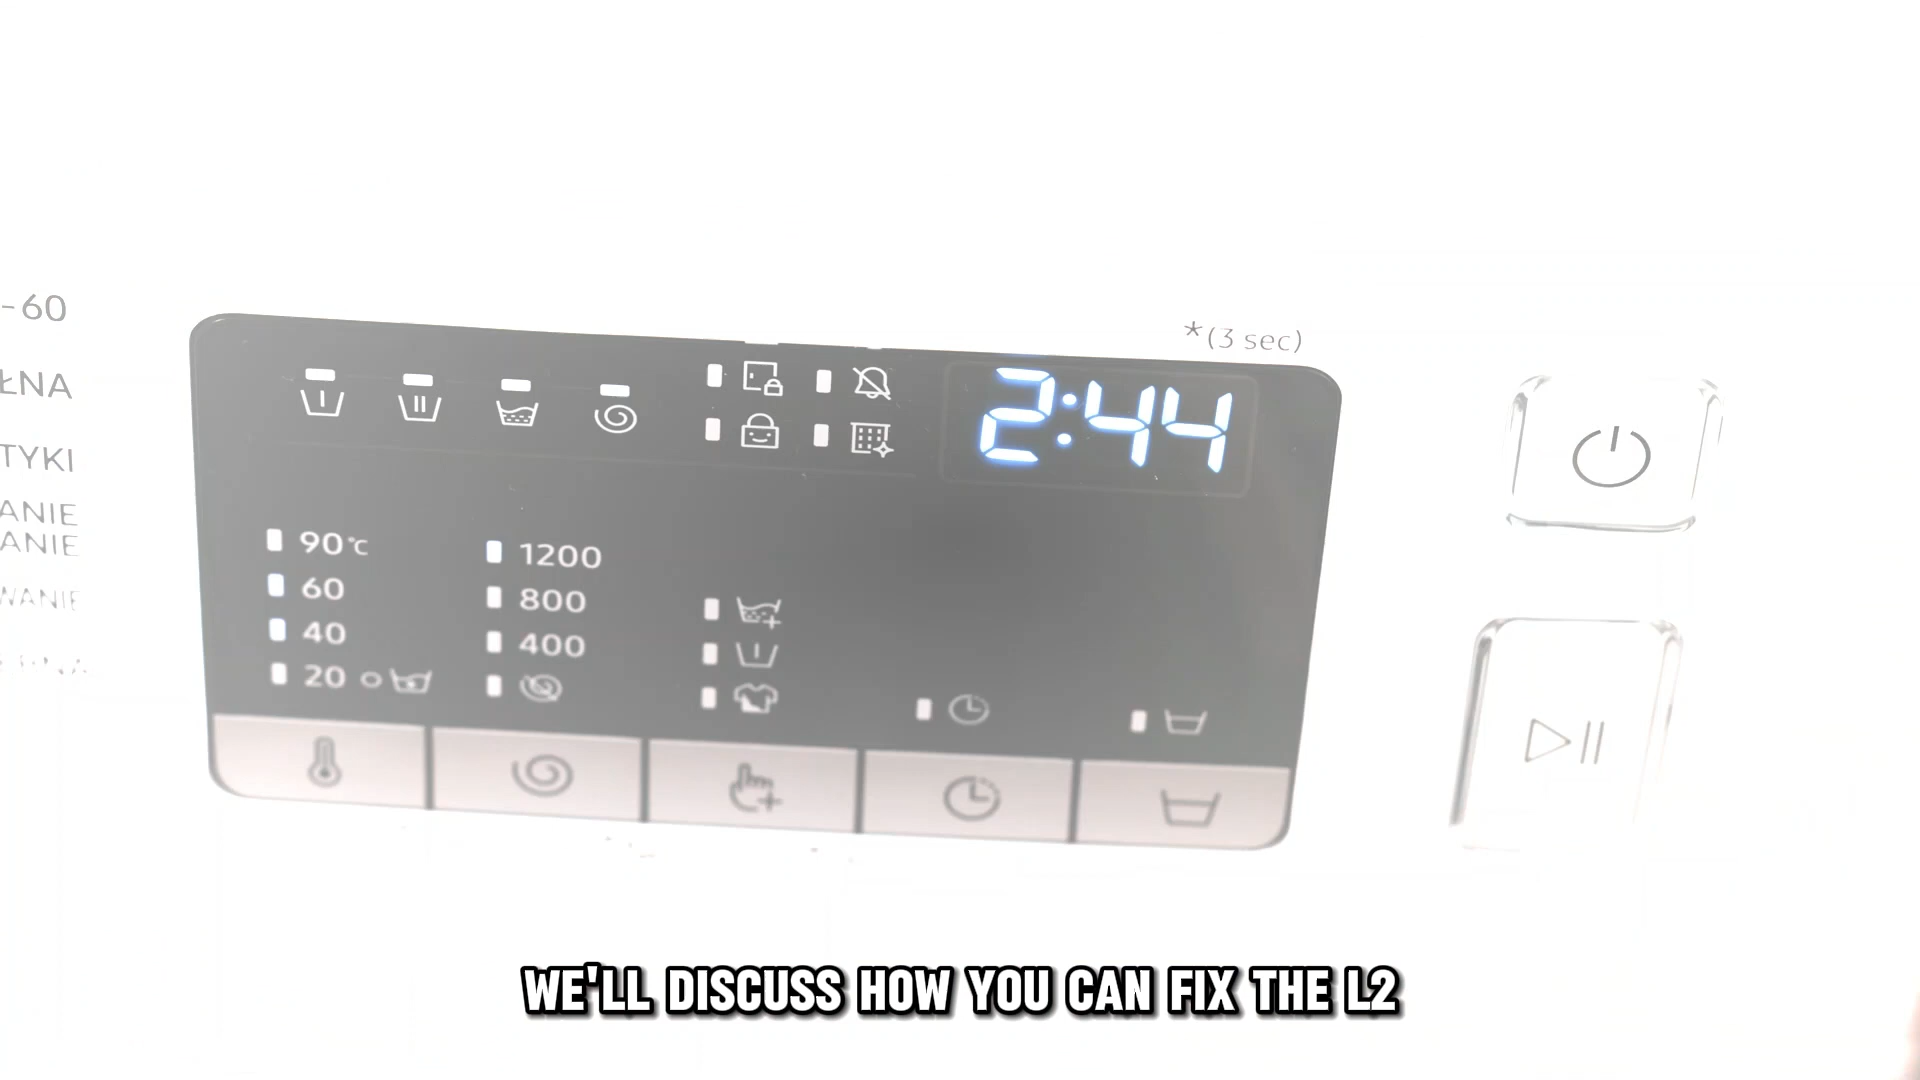 -60
ŁNA
TYKI
ANIE
ANIE
WANIE
*(3 sec)
2:44
90°C
60
40
20
1200
800
400
WE'LL DISCUSS HOW YOU CAN FIX THE L2